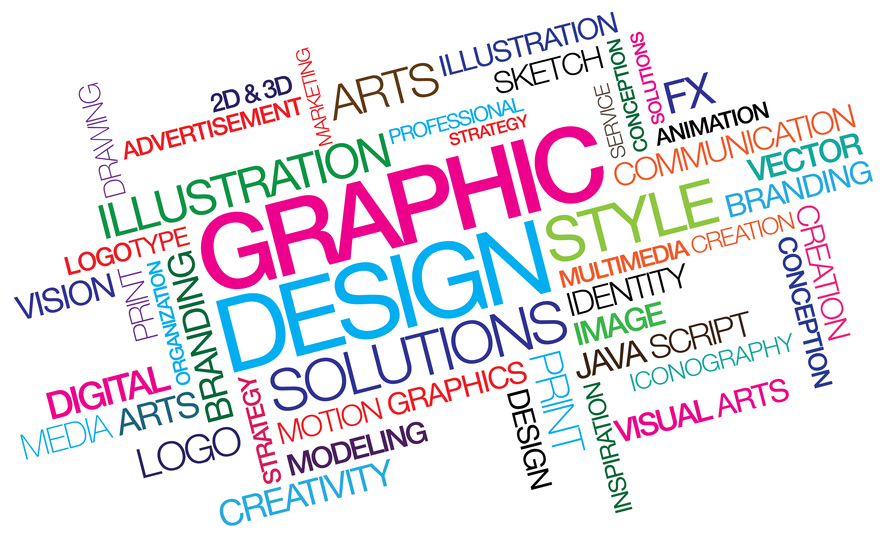 DRAWING
2D & 3D
ADVERTISEMENT
MARKETING
ARTS
ILLUSTRATION
SKETCH
SERVICE
CONCEPTION
SOLUTIONS
FX
ANIMATION
COMMUNICATION
VECTOR
BRANDING
PROFESSIONAL
STRATEGY
ILLUSTRATION
GRAPHIC
STYLE
LOGOTYPE
VISION
PRINT
ORGANIZATION
BRANDING
DESIGN
MULTIMEDIA CREATION
CREATION
CONCEPTION
IDENTITY
IMAGE
SOLUTIONS
JAVA SCRIPT
ICONOGRAPHY
DIGITAL
MEDIA ARTS
LOGO
STRATEGY
MOTION GRAPHICS
MODELING
CREATIVITY
DESIGN
PRINT
INSPIRATION
VISUAL ARTS